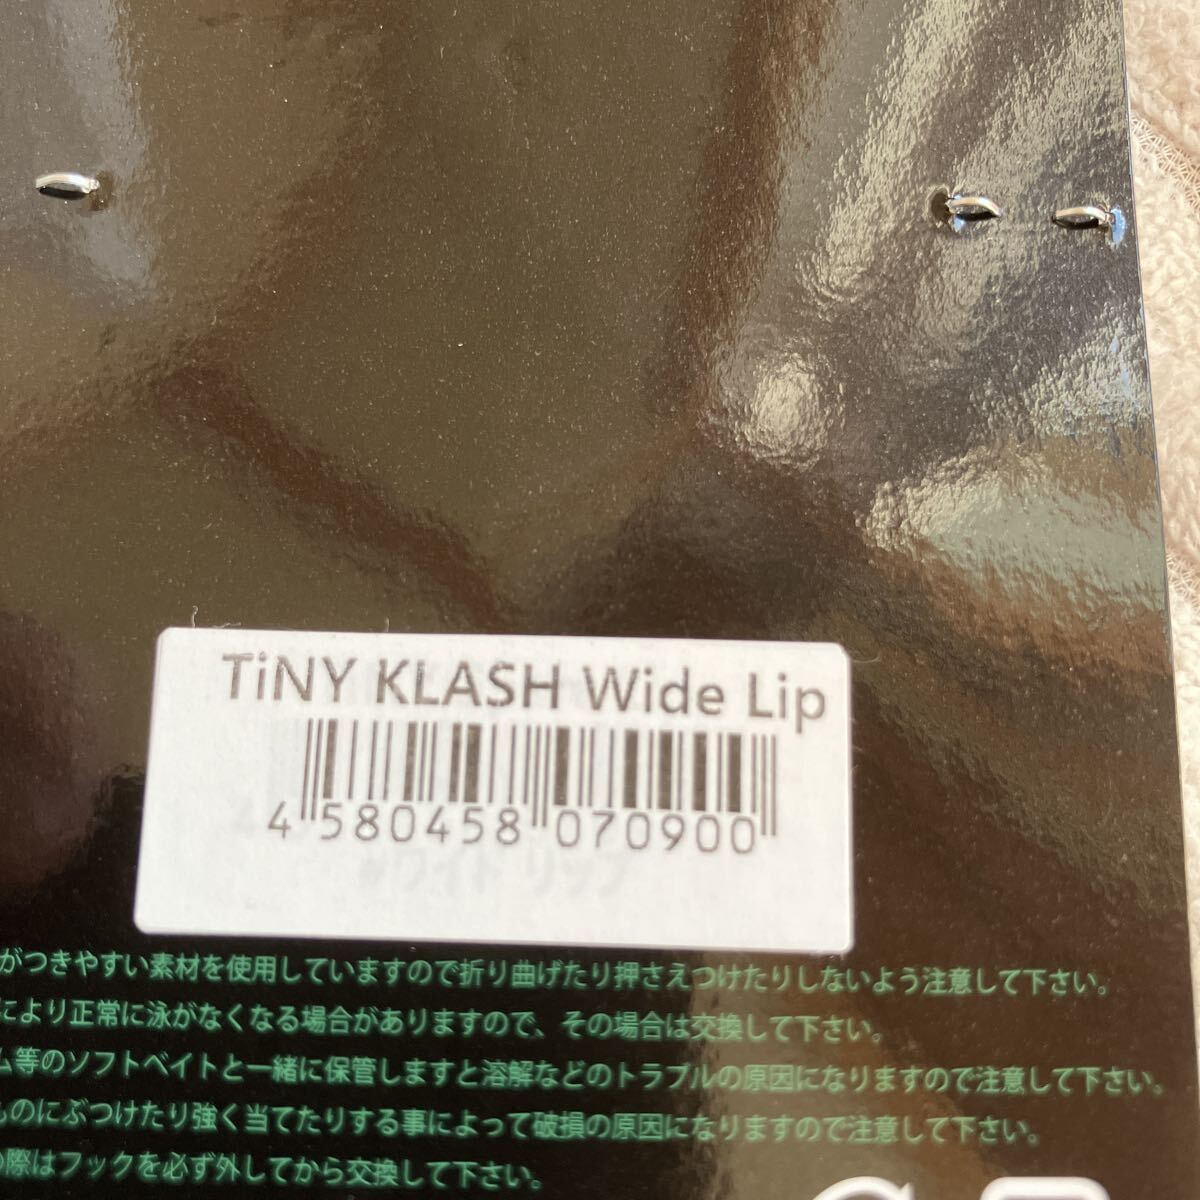 TiNY KLASH Wide Lip
4 580458 070900
がつきやすい素材を使用していますので折り曲げたり押さえつけたりしないよう注意して下さい。
により正常に泳がなくなる場合がありますので、その場合は交換して下さい。
ム等のソフトベイトと一緒に保管しますと溶解などのトラブルの原因になりますので注意して下さい。
ものにぶつけたり強く当てたりする事によって破損の原因になりますので注意して下さい。
の際はフックを必ず外してから交換して下さい。